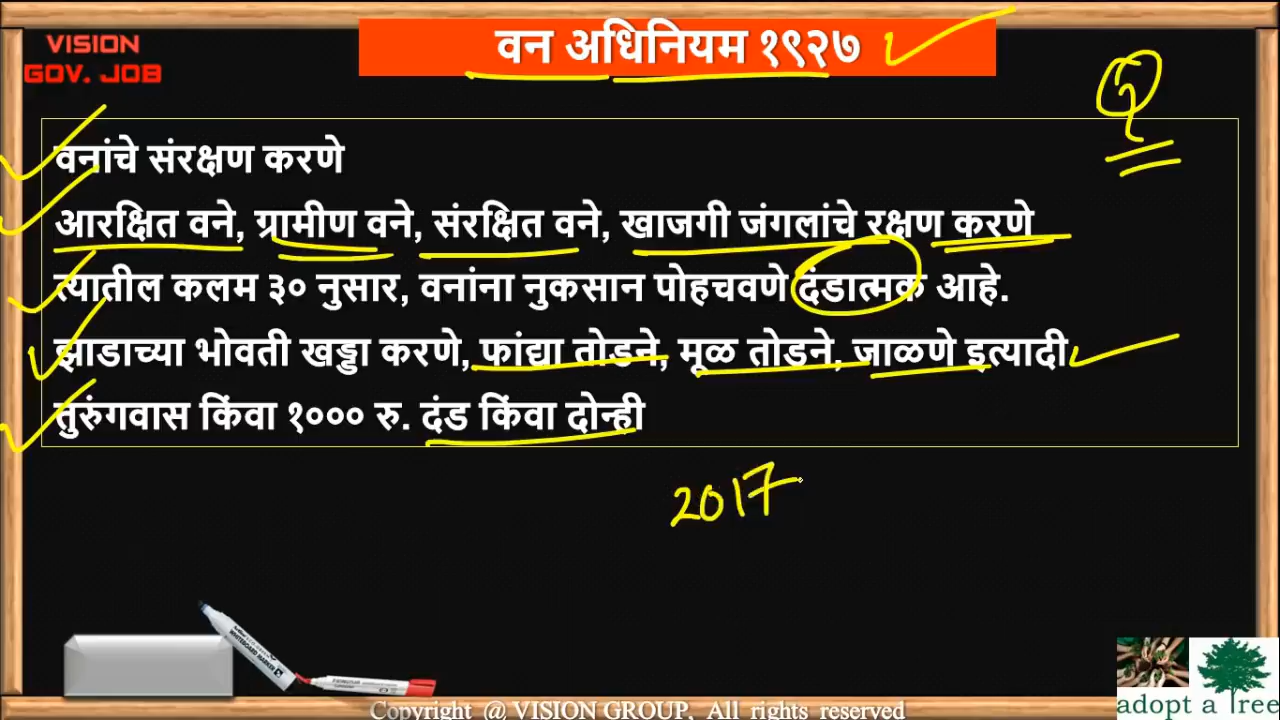 वन अधिनियम १९२७
VISION
GOV. JOB
Q
वनांचे संरक्षण करणे
आरक्षित वने, ग्रामीण वने, संरक्षित वने, खाजगी जंगलांचे रक्षण करणे
त्यातील कलम ३० नुसार, वनांना नुकसान पोहचवणे दंडात्मक आहे.
झाडाच्या भोवती खड्डा करणे, फांद्या तोडने, मूळ तोडने, जाळणे इत्यादी
तुरुंगवास किंवा १००० रु. दंड किंवा दोन्ही
2017
WHITEBOARD MARKER
adopt a Tree
Copyright @ VISION GROUP, All rights reserved